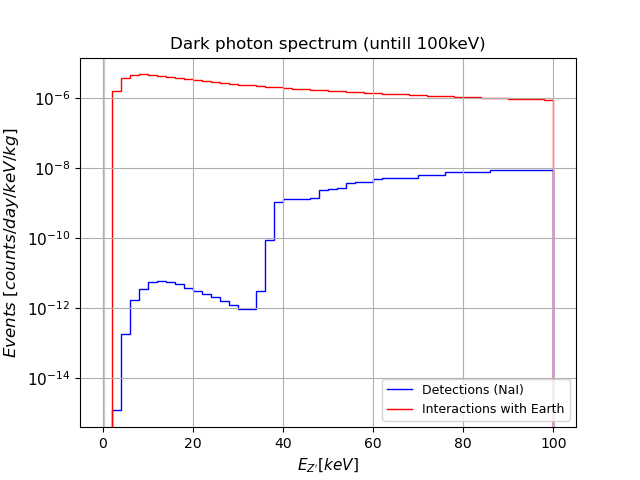 Dark photon spectrum (untill 100keV)
Events [counts/day/keV/kg]
10⁻⁶
10⁻⁸
10⁻¹⁰
10⁻¹²
10⁻¹⁴
Detections (NaI)
Interactions with Earth
0 20 40 60 80 100
E_Z′[keV]